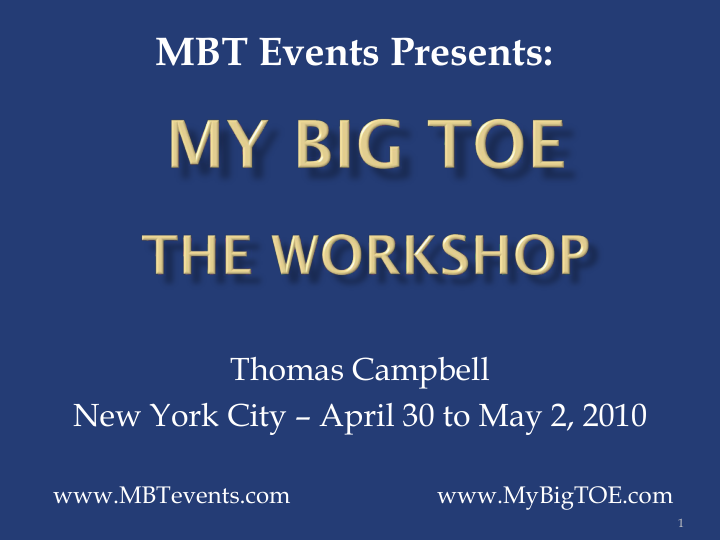 MBT Events Presents:
MY BIG TOE
THE WORKSHOP
Thomas Campbell
New York City – April 30 to May 2, 2010
www.MBTevents.com www.MyBigTOE.com
1